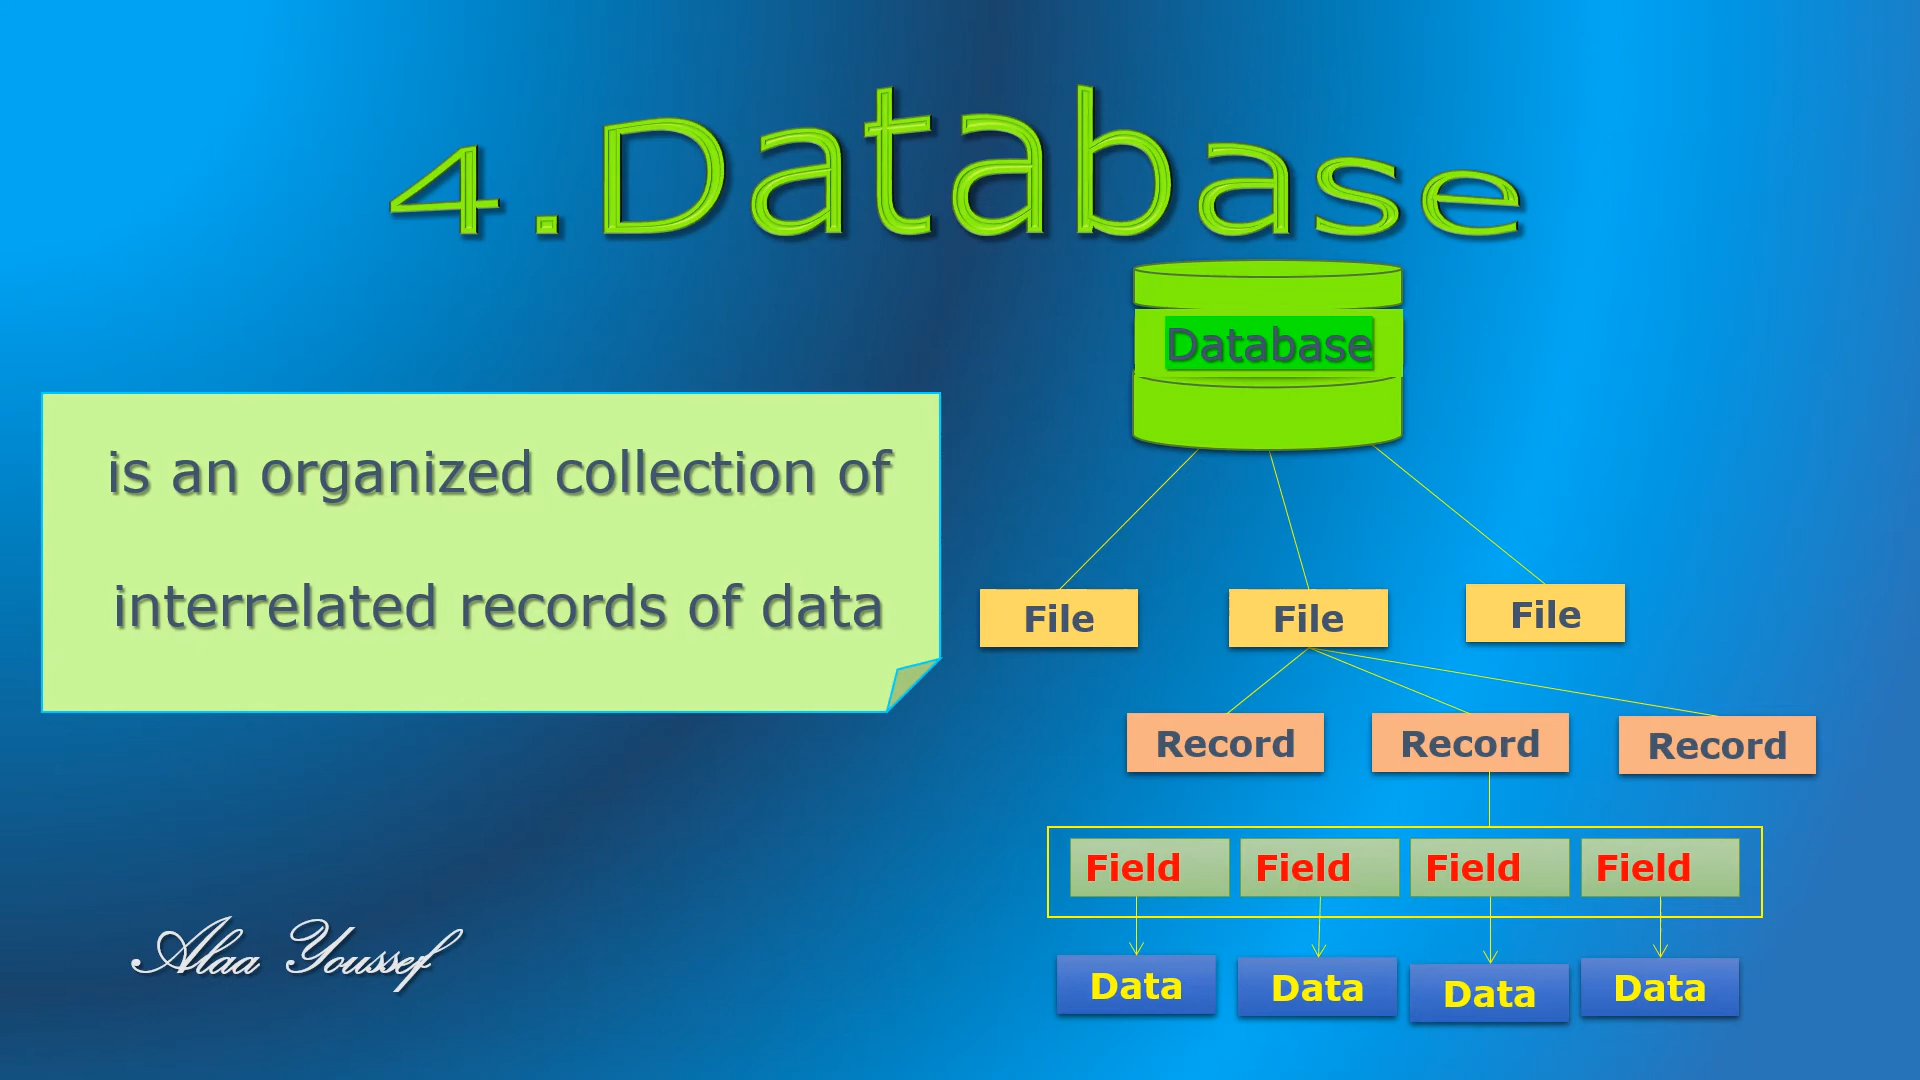 4.Database
Database
is an organized collection of
interrelated records of data
File File File
Record Record Record
Field Field Field Field
Data Data Data Data
Alaa Youssef